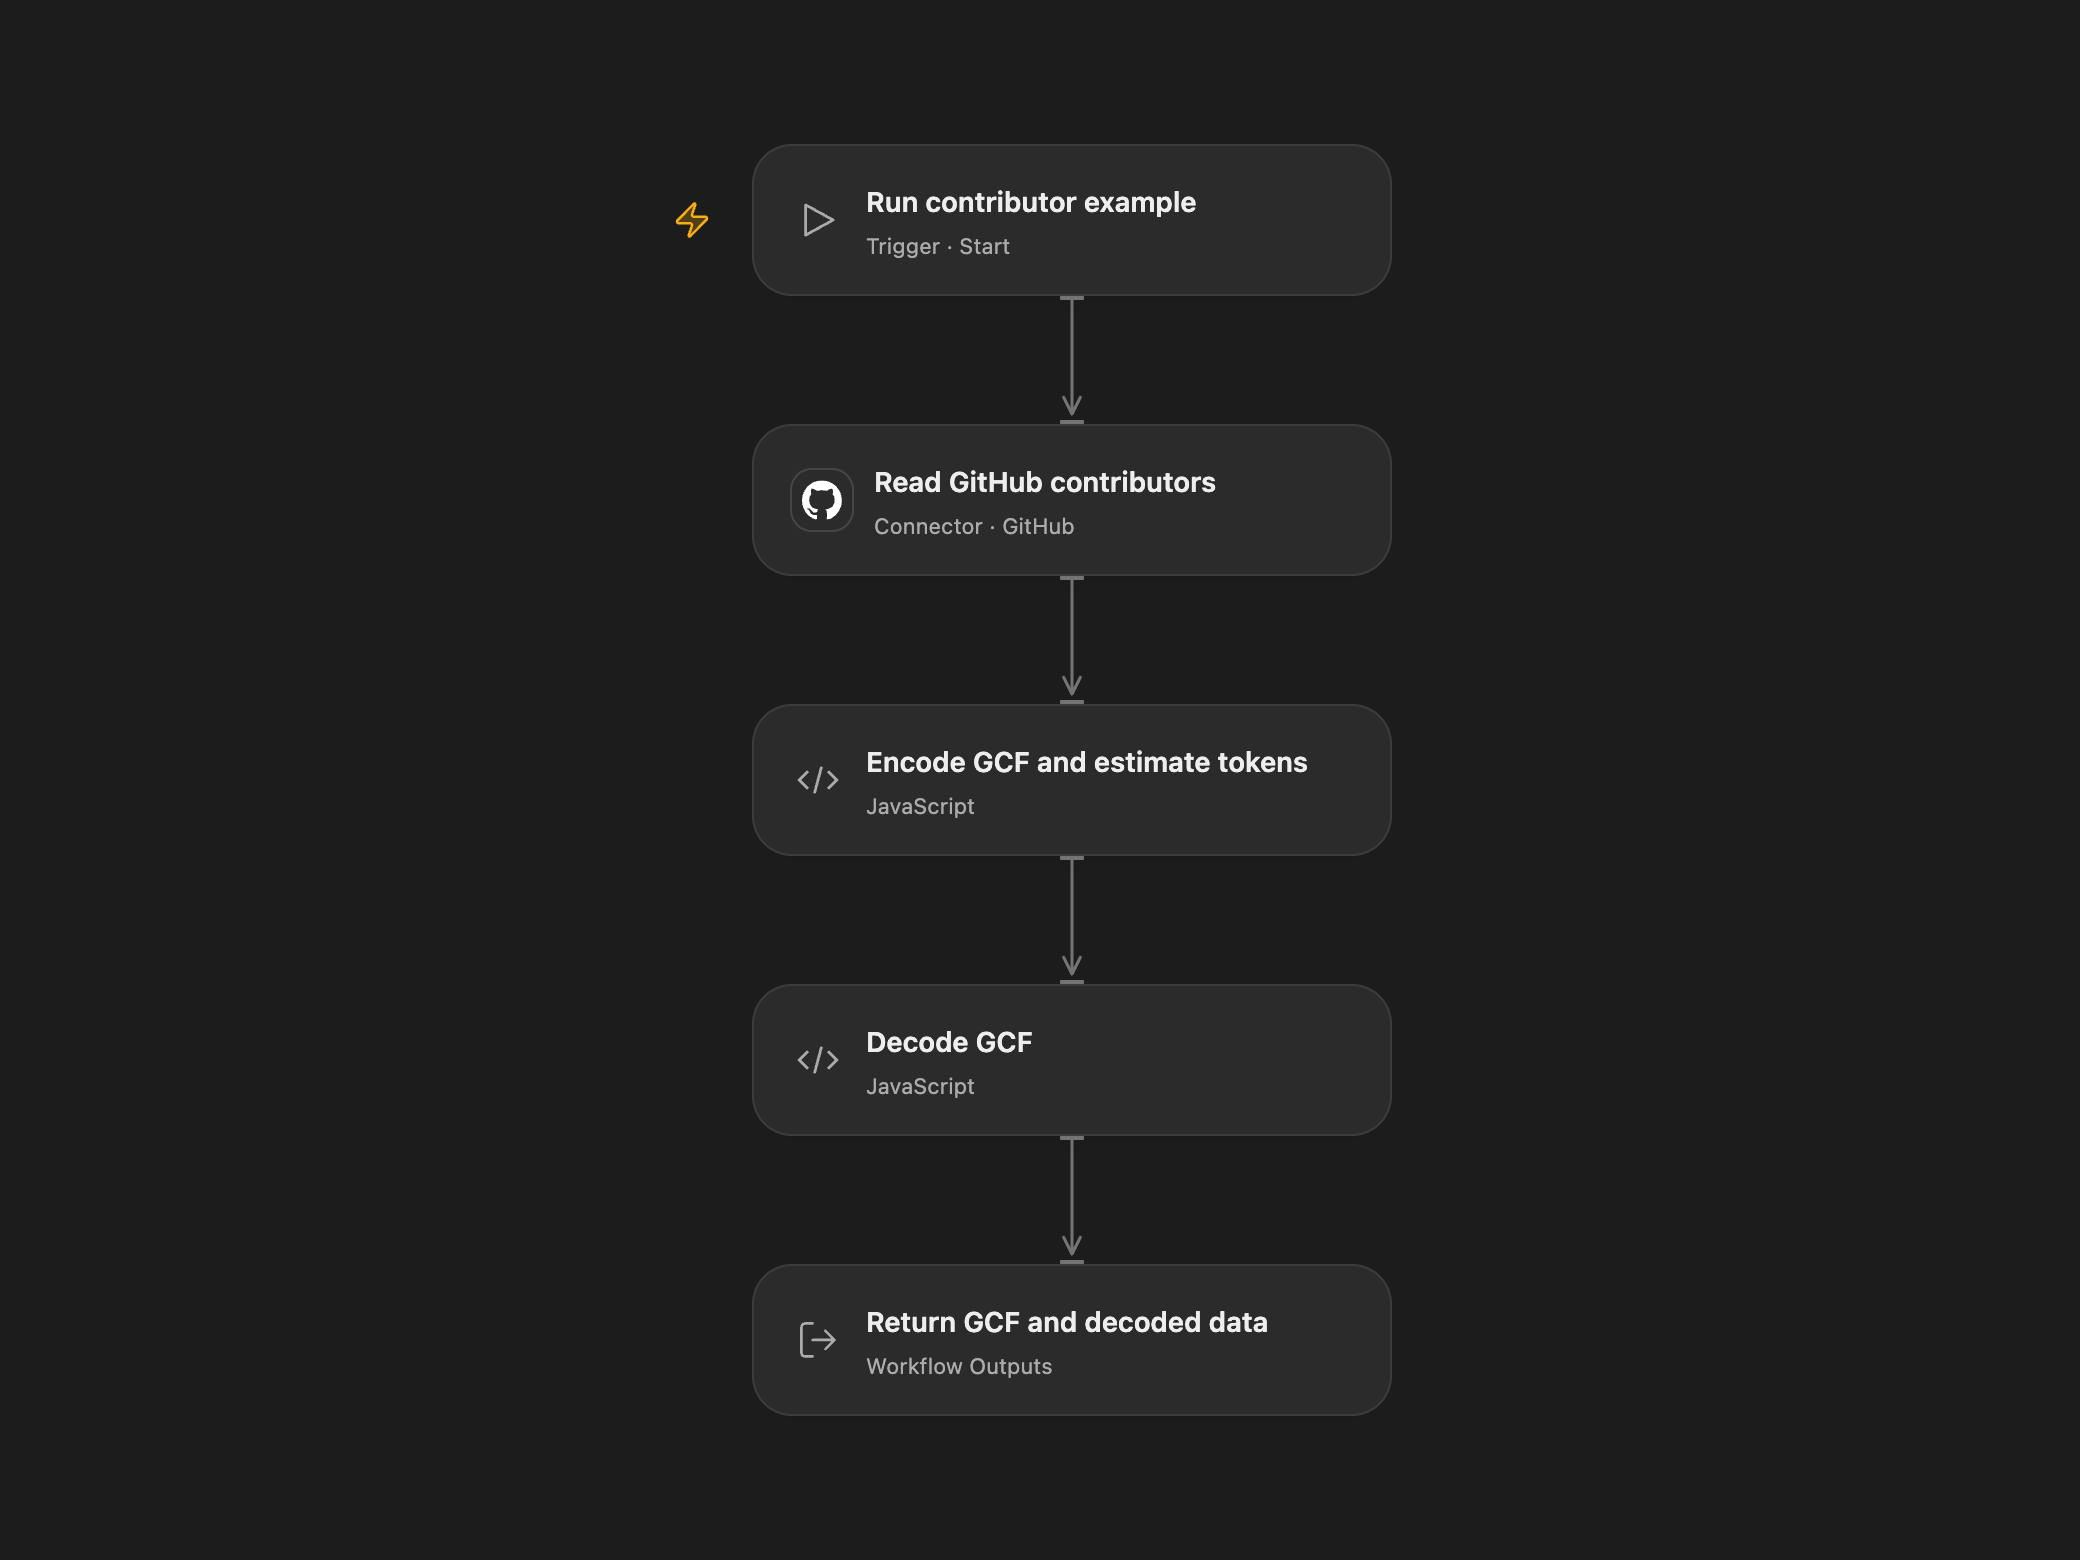 Run contributor example
Trigger · Start
Read GitHub contributors
Connector · GitHub
Encode GCF and estimate tokens
JavaScript
Decode GCF
JavaScript
Return GCF and decoded data
Workflow Outputs